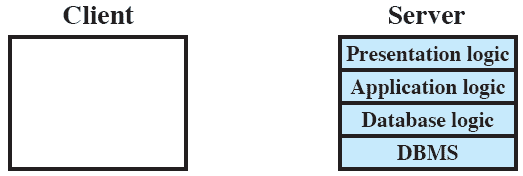 Client
Server
Presentation logic
Application logic
Database logic
DBMS